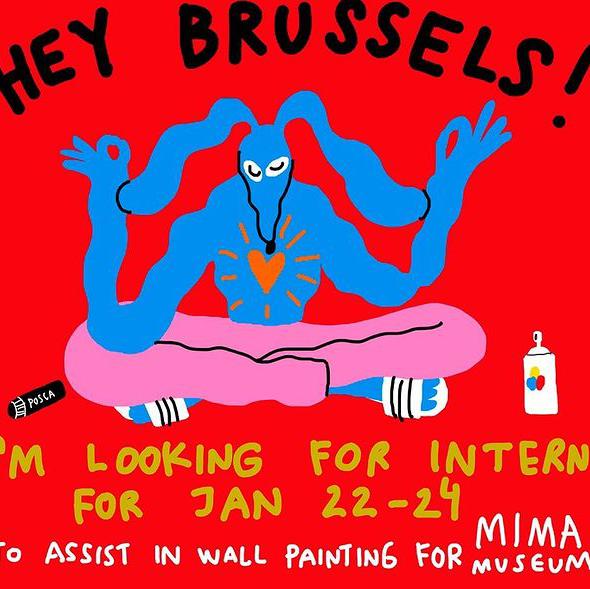 HEY BRUSSELS!
POSCA
I'M LOOKING FOR INTERN
FOR JAN 22-24
TO ASSIST IN WALL PAINTING FOR MIMA
MUSEUM